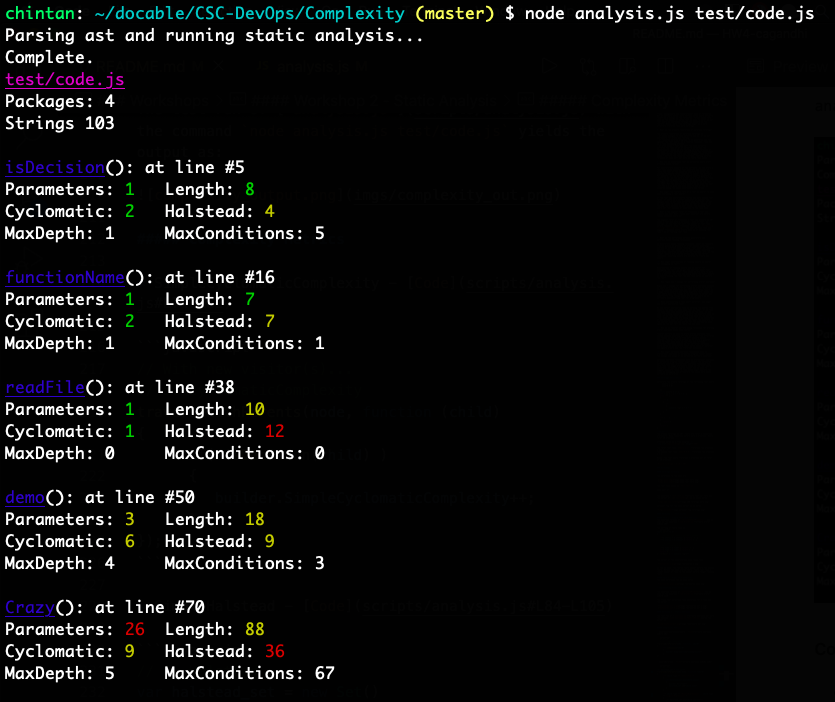 chintan: ~/docable/CSC-DevOps/Complexity (master) $ node analysis.js test/code.js
Parsing ast and running static analysis...
Complete.
test/code.js
Packages: 4
Strings 103
isDecision(): at line #5
Parameters: 1 Length: 8
Cyclomatic: 2 Halstead: 4
MaxDepth: 1 MaxConditions: 5
functionName(): at line #16
Parameters: 1 Length: 7
Cyclomatic: 2 Halstead: 7
MaxDepth: 1 MaxConditions: 1
readFile(): at line #38
Parameters: 1 Length: 10
Cyclomatic: 1 Halstead: 12
MaxDepth: 0 MaxConditions: 0
demo(): at line #50
Parameters: 3 Length: 18
Cyclomatic: 6 Halstead: 9
MaxDepth: 4 MaxConditions: 3
Crazy(): at line #70
Parameters: 26 Length: 88
Cyclomatic: 9 Halstead: 36
MaxDepth: 5 MaxConditions: 67